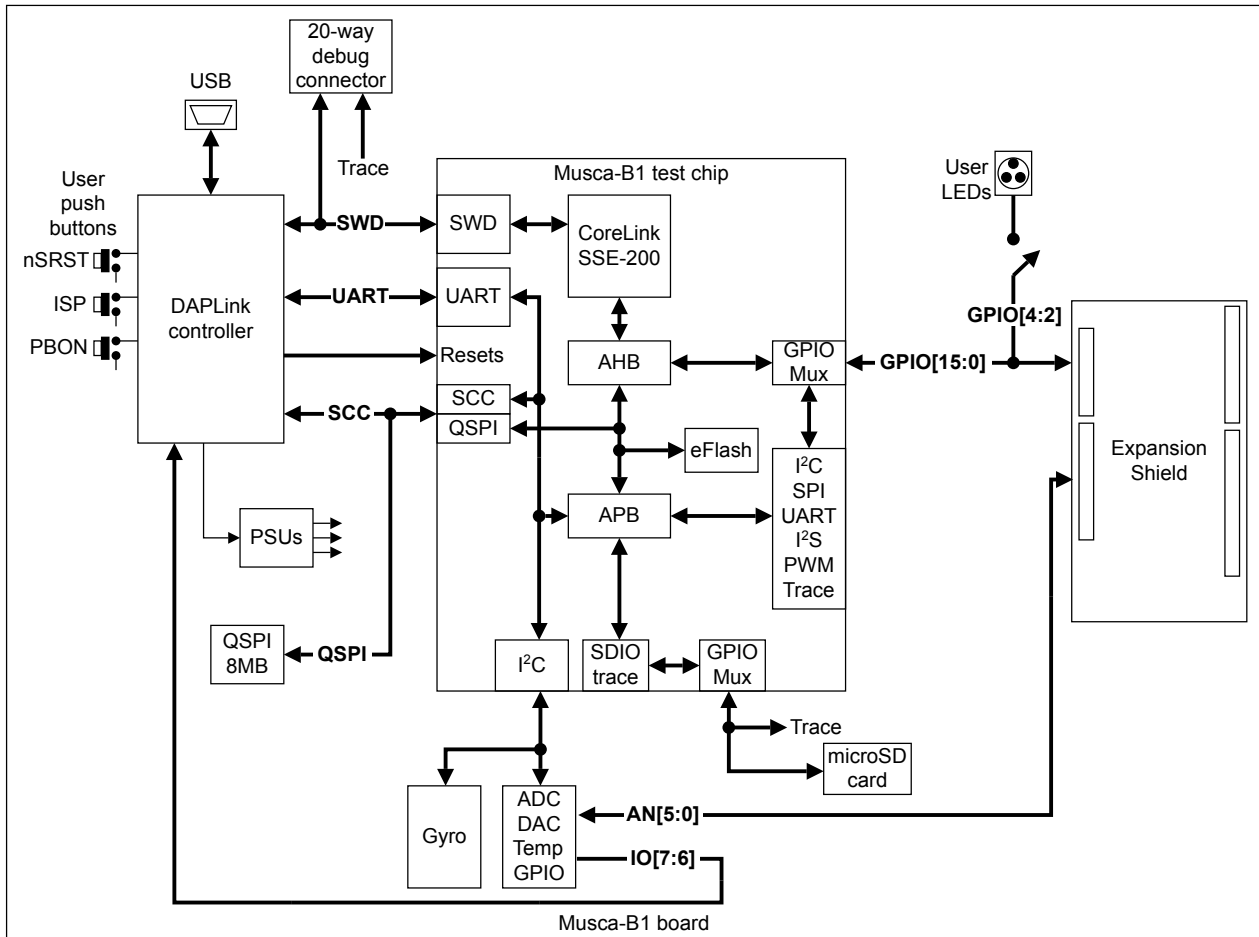 20-way
debug
connector
USB
Trace
User
push
buttons
nSRST
ISP
PBON
DAPLink
controller
SWD
UART
SCC
PSUs
QSPI
8MB
QSPI
Musca-B1 test chip
SWD
CoreLink
SSE-200
UART
Resets
AHB
GPIO
Mux
SCC
QSPI
eFlash
APB
I²C
SPI
UART
I²S
PWM
Trace
I²C
SDIO
trace
GPIO
Mux
User
LEDs
GPIO[4:2]
GPIO[15:0]
Expansion
Shield
Trace
microSD
card
Gyro
ADC
DAC
Temp
GPIO
AN[5:0]
IO[7:6]
Musca-B1 board